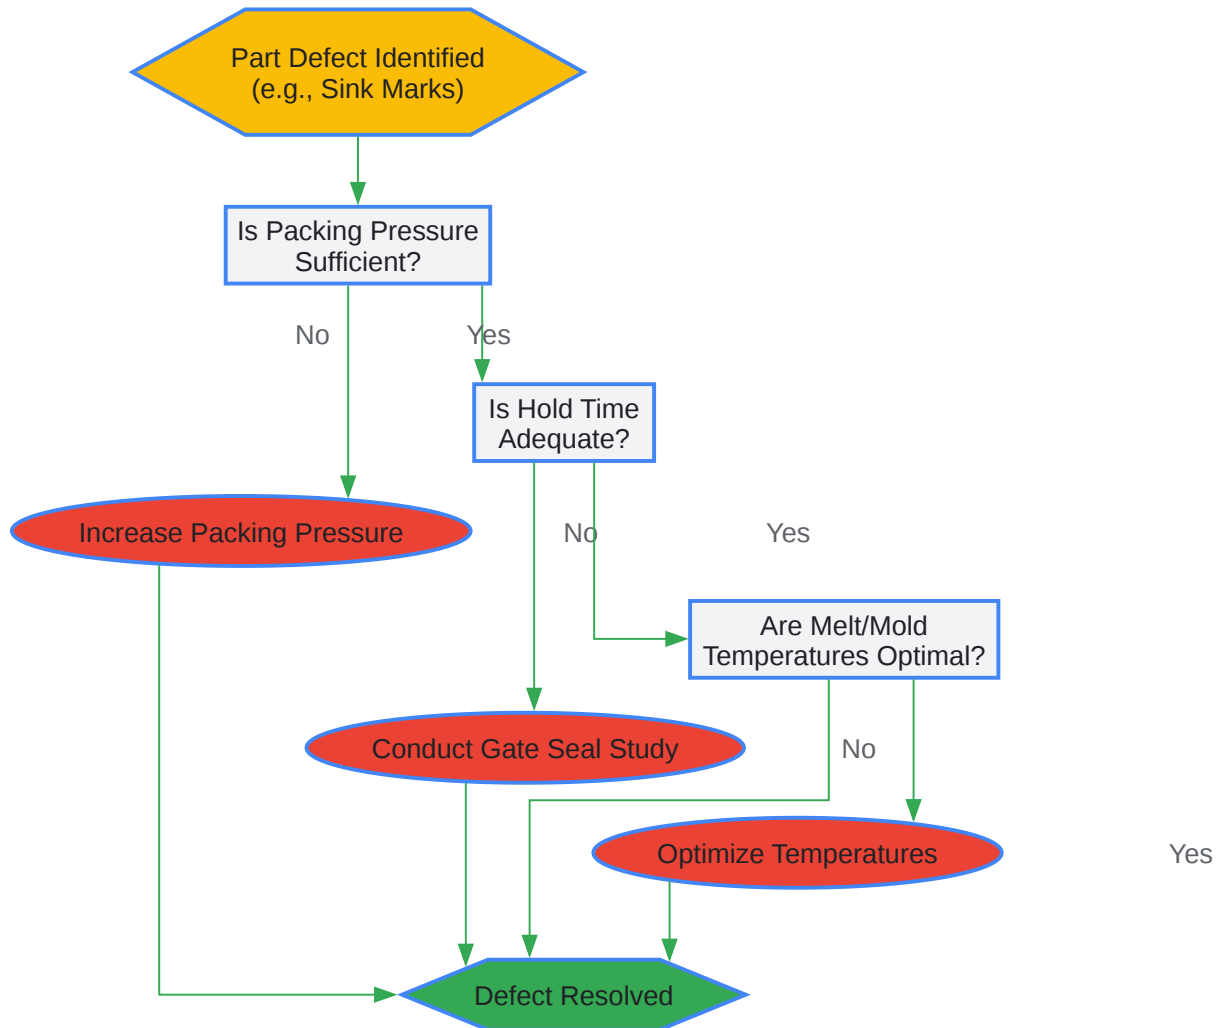 Part Defect Identified
(e.g., Sink Marks)
Is Packing Pressure
Sufficient?
No
Yes
Is Hold Time
Adequate?
Increase Packing Pressure
No
Yes
Are Melt/Mold
Temperatures Optimal?
Conduct Gate Seal Study
No
Optimize Temperatures
Yes
Defect Resolved